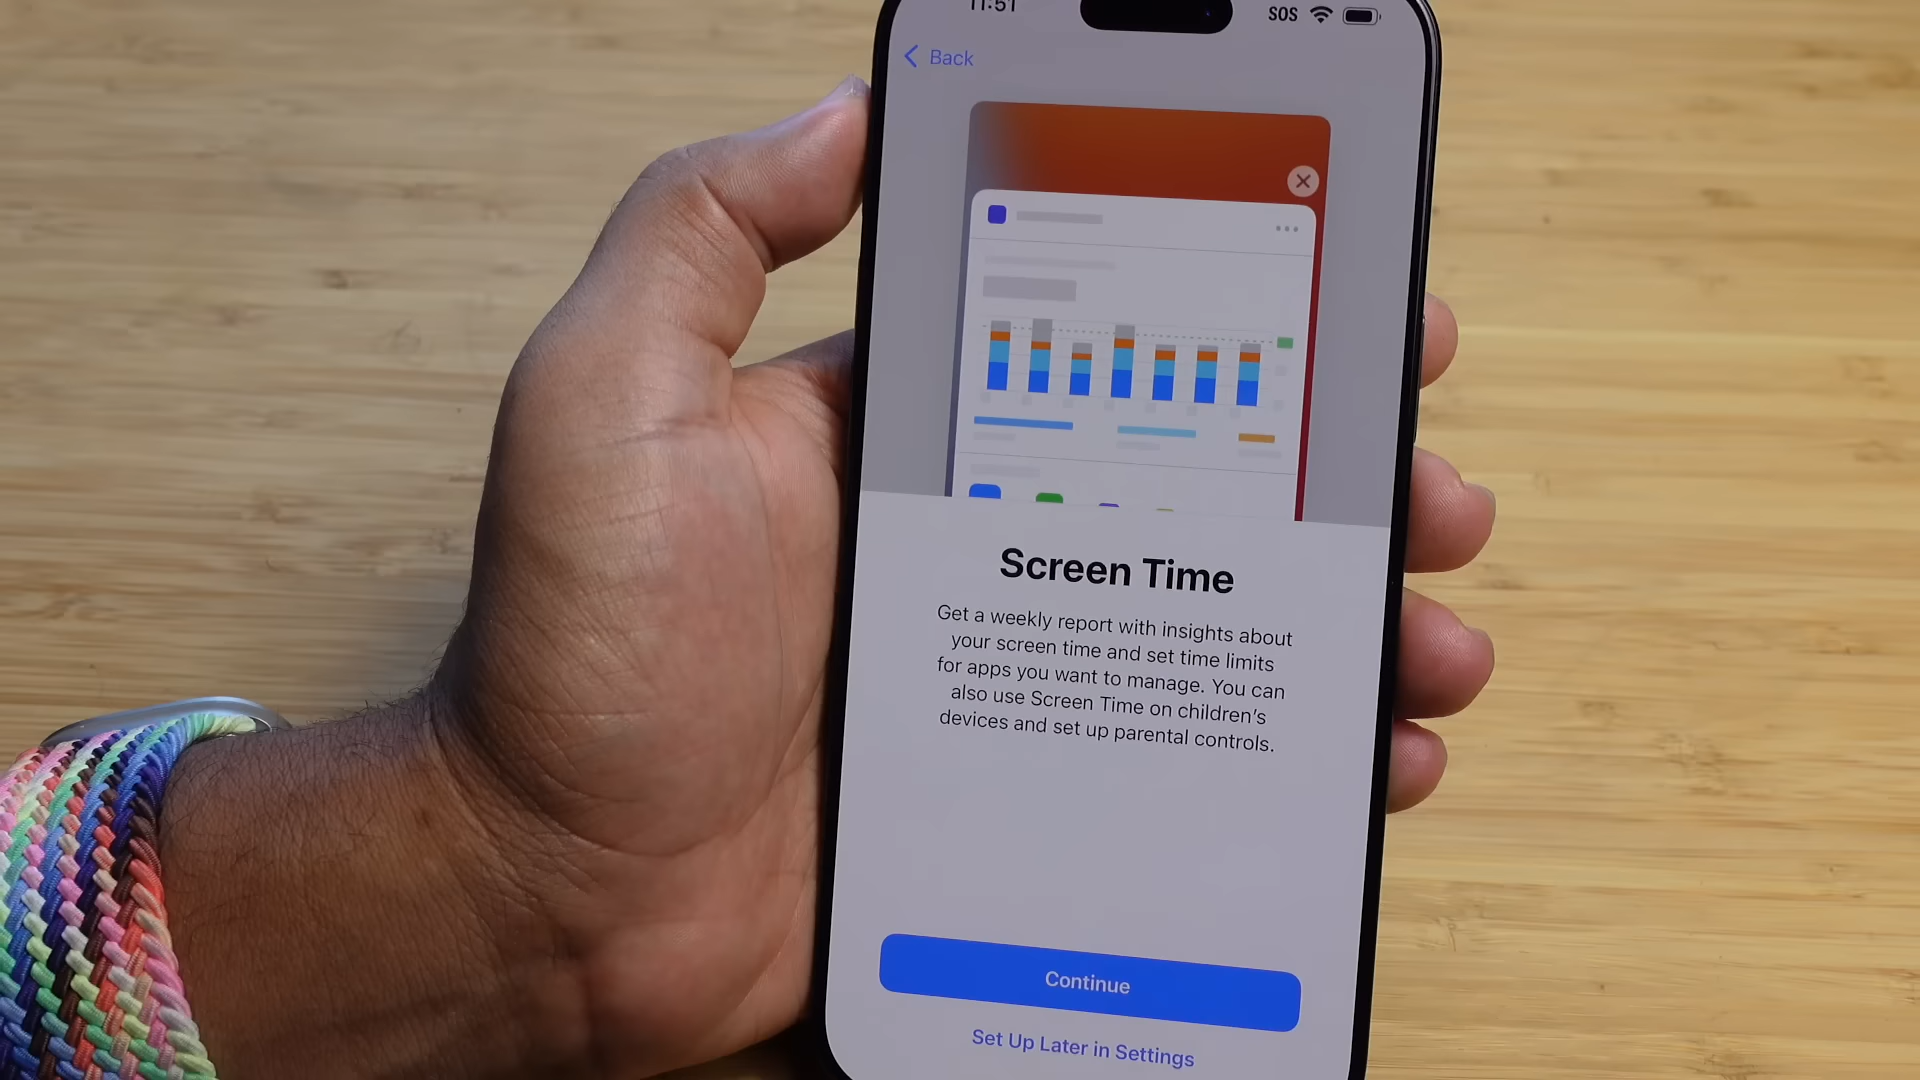 11:51
SOS
Back
Screen Time
Get a weekly report with insights about
your screen time and set time limits
for apps you want to manage. You can
also use Screen Time on children's
devices and set up parental controls.
Continue
Set Up Later in Settings